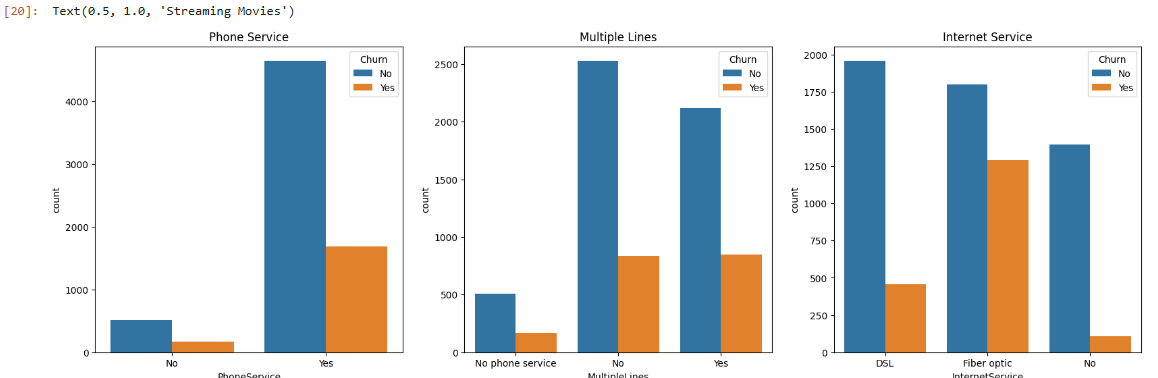 [20]: Text(0.5, 1.0, 'Streaming Movies')
Phone Service
Churn
No
Yes
4000
3000
2000
1000
0
count
No
Yes
PhoneService
Multiple Lines
Churn
No
Yes
2500
2000
1500
1000
500
0
count
No phone service
No
Yes
MultipleLines
Internet Service
Churn
No
Yes
2000
1750
1500
1250
1000
750
500
250
0
count
DSL
Fiber optic
No
InternetService